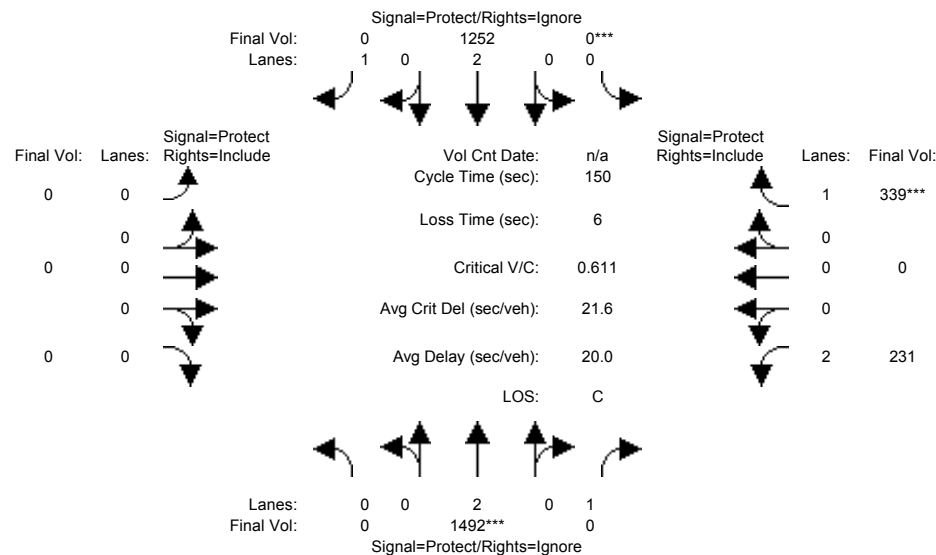 Signal=Protect/Rights=Ignore
Final Vol: 0 1252 0***
Lanes: 1 0 2 0 0
Signal=Protect Signal=Protect
Final Vol: Lanes: Rights=Include Vol Cnt Date: n/a Rights=Include Lanes: Final Vol:
Cycle Time (sec): 150
0 0 1 339***
Loss Time (sec): 6
0 0
0 0 Critical V/C: 0.611 0 0
0 Avg Crit Del (sec/veh): 21.6 0
0 0 Avg Delay (sec/veh): 20.0 2 231
LOS: C
Lanes: 0 0 2 0 1
Final Vol: 0 1492*** 0
Signal=Protect/Rights=Ignore